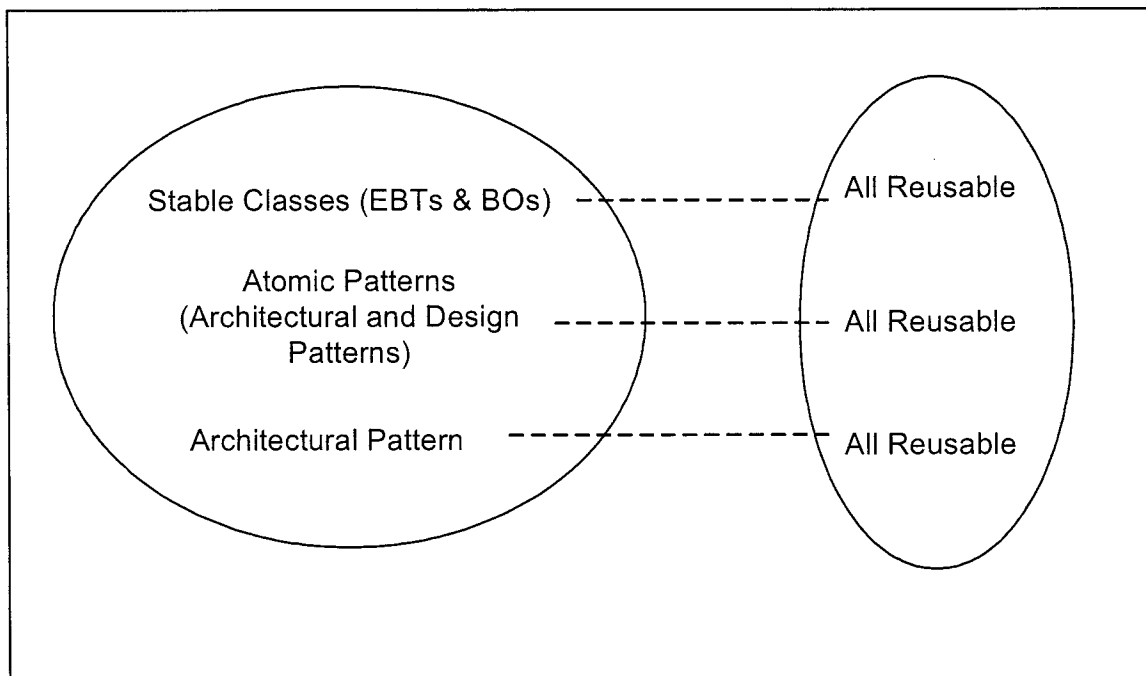 Stable Classes (EBTs & BOs)
All Reusable
Atomic Patterns
(Architectural and Design
Patterns)
All Reusable
Architectural Pattern
All Reusable